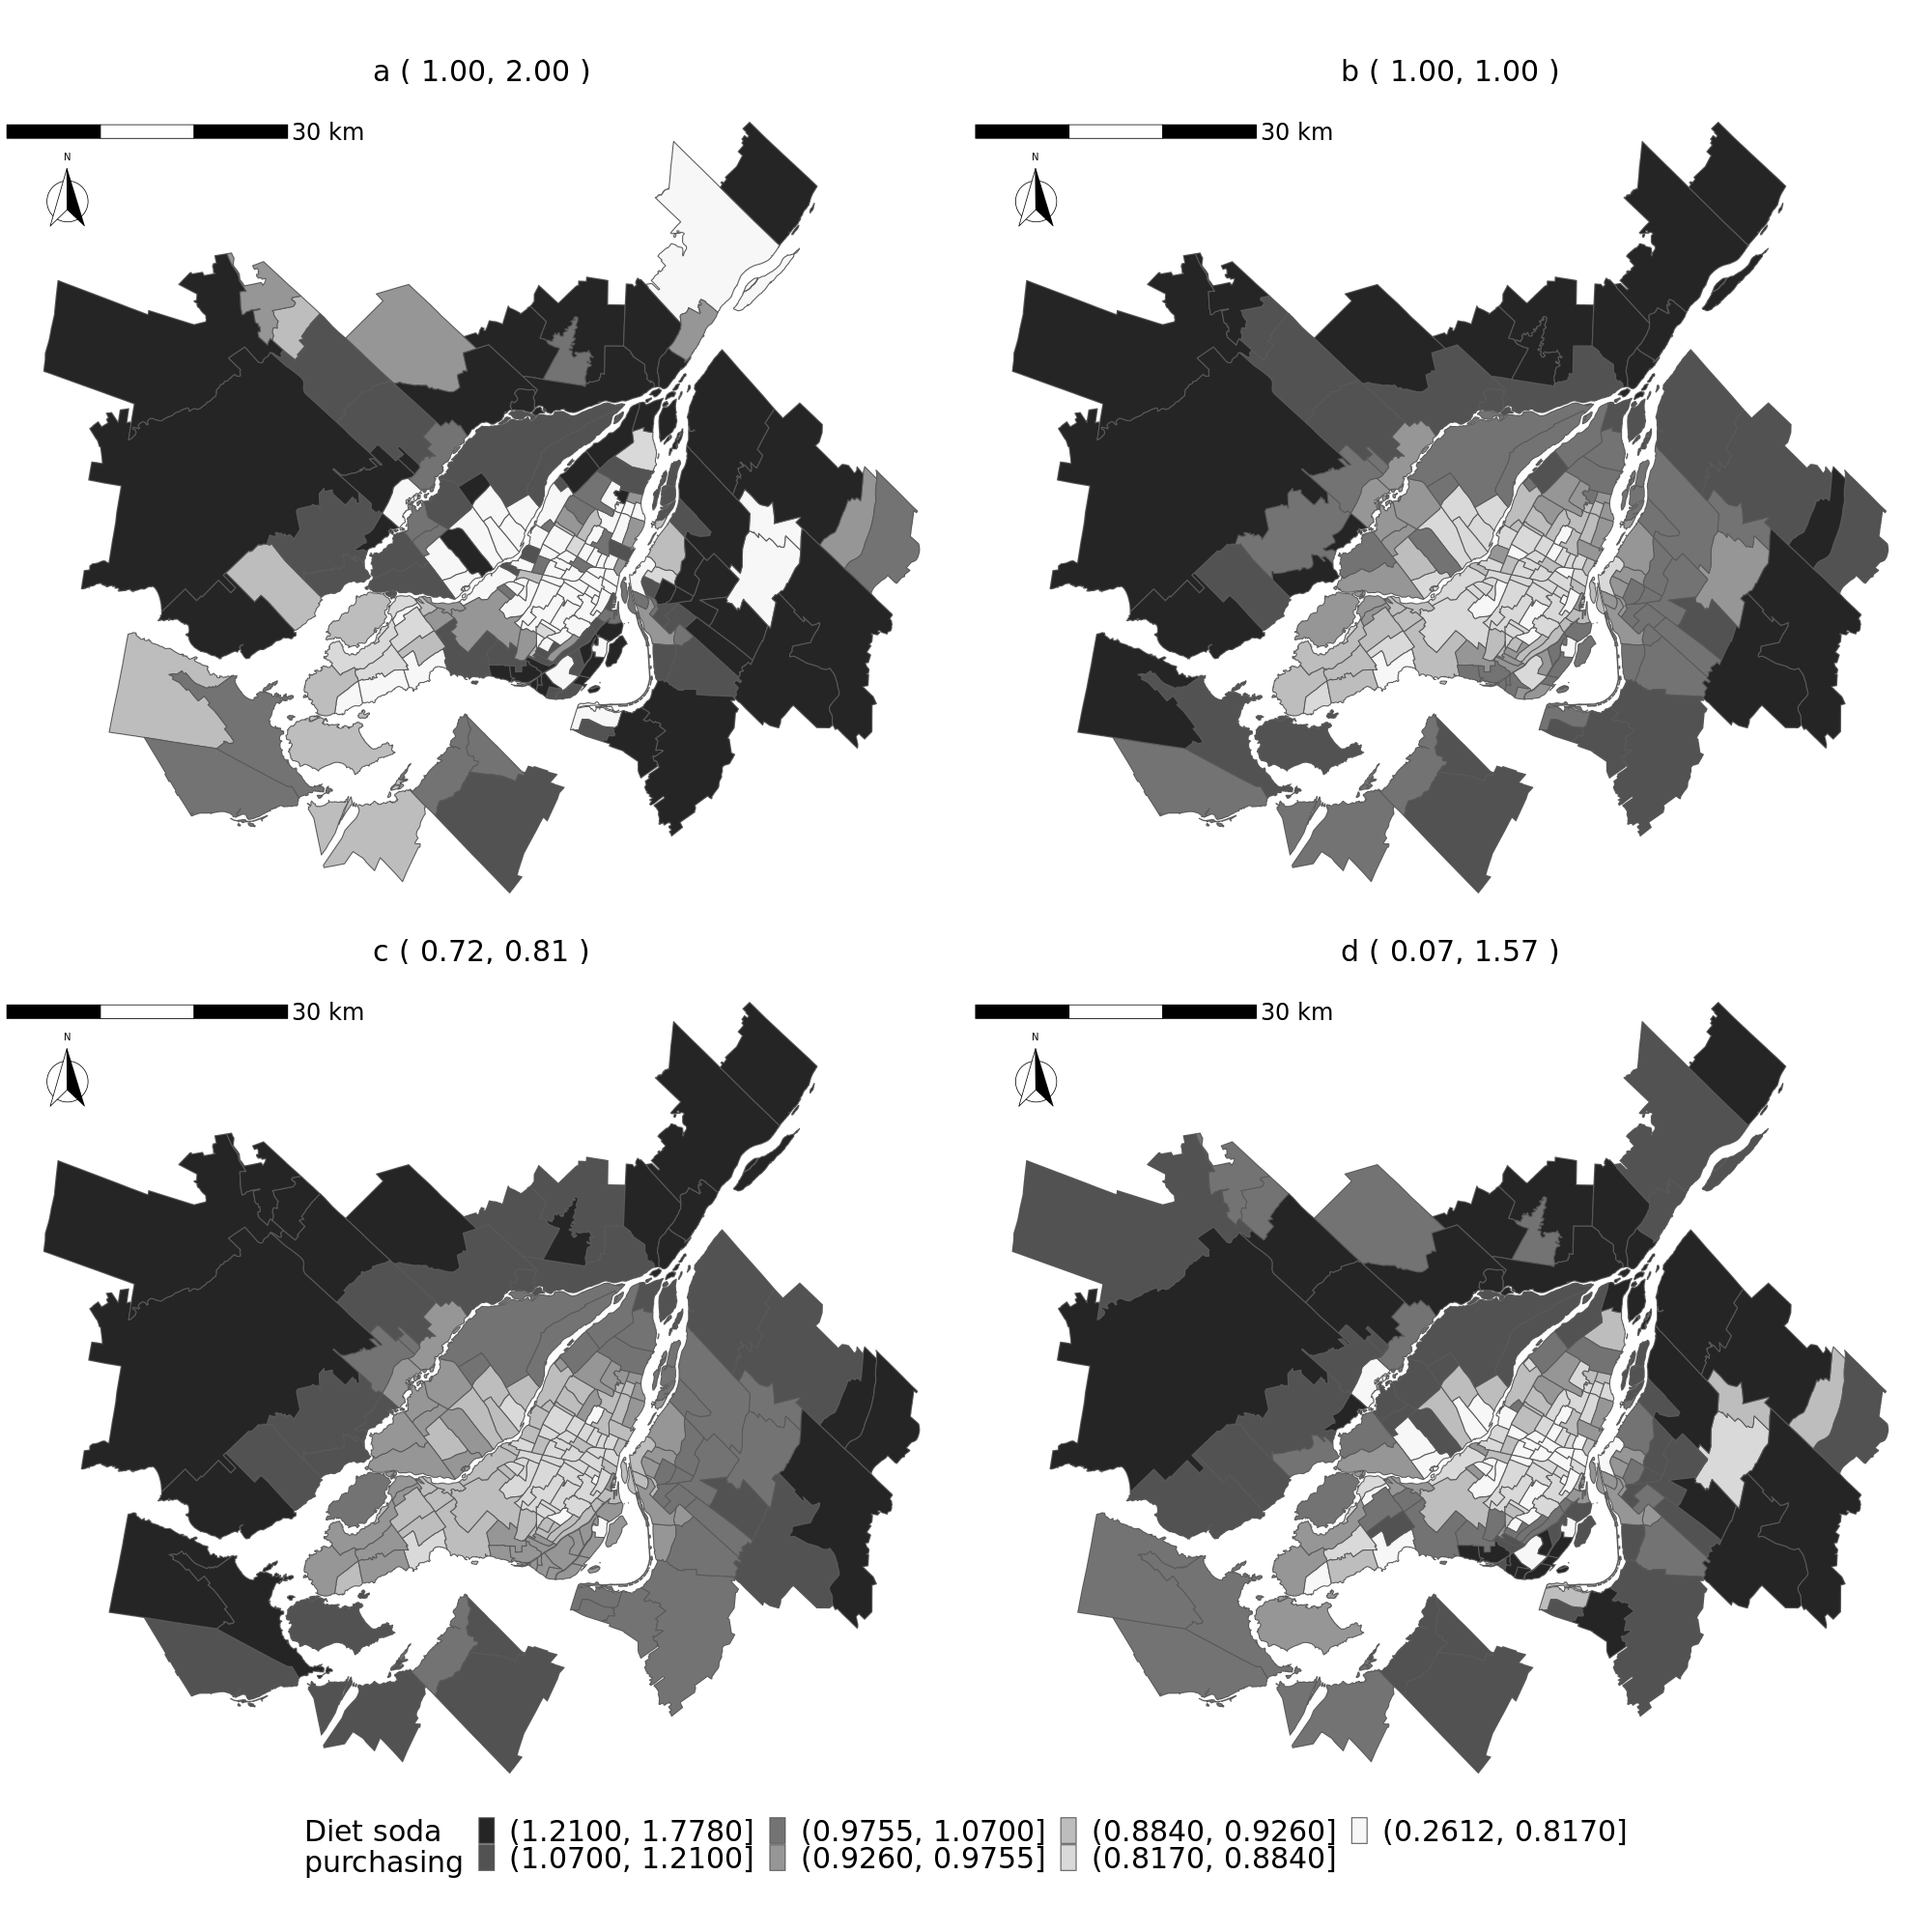 a ( 1.00, 2.00 )
b ( 1.00, 1.00 )
30 km
30 km
N
N
c ( 0.72, 0.81 )
d ( 0.07, 1.57 )
30 km
30 km
N
N
Diet soda (1.2100, 1.7780] (0.9755, 1.0700] (0.8840, 0.9260] (0.2612, 0.8170]
purchasing (1.0700, 1.2100] (0.9260, 0.9755] (0.8170, 0.8840]